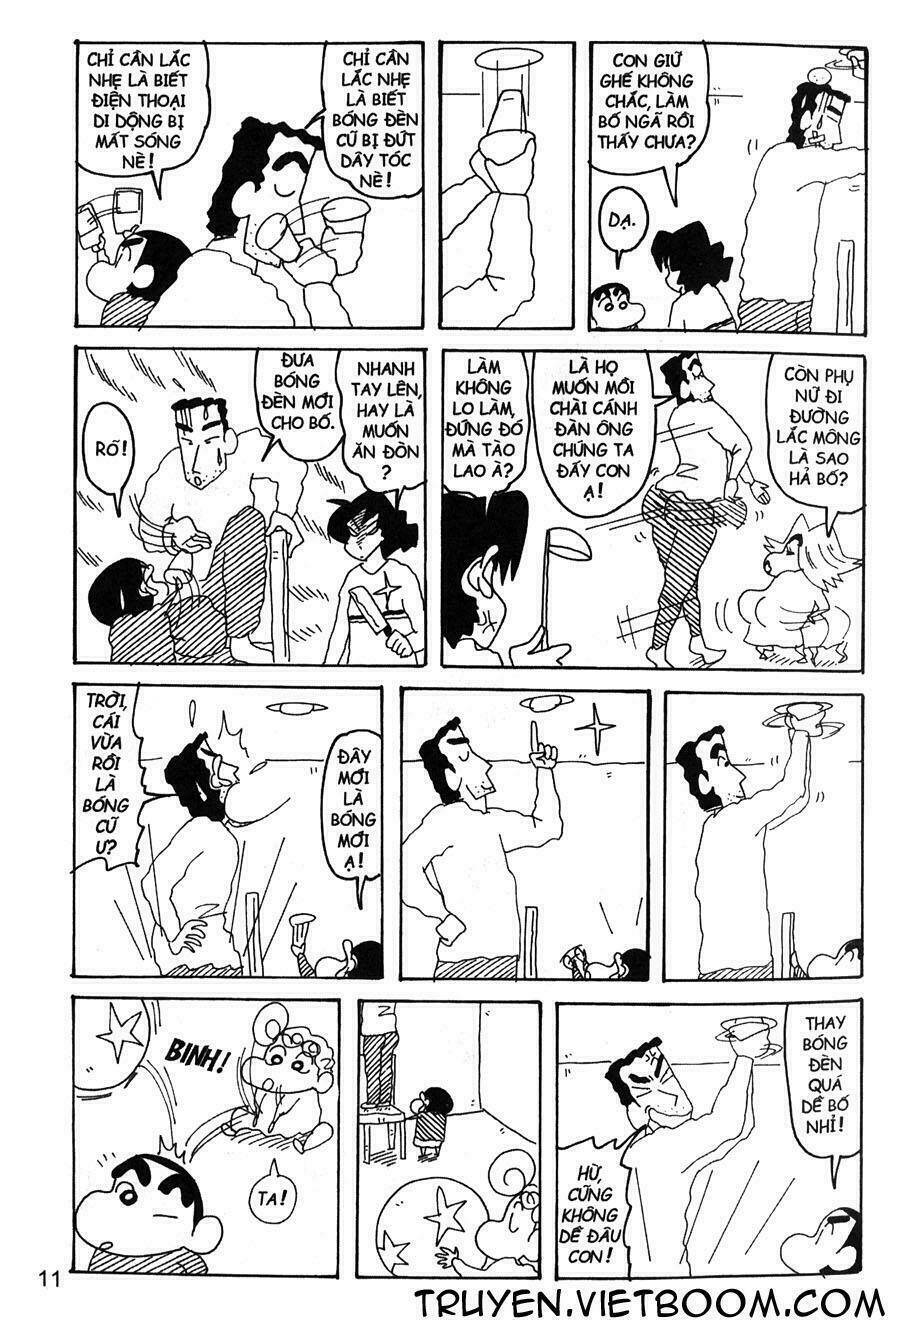 CON GIỮ
GHẾ KHÔNG
CHẮC, LÀM
BỐ NGÃ RỒI
THẤY CHƯA?
DẠ.
CHỈ CẦN
LẮC NHẸ
LÀ BIẾT
BÓNG ĐÈN
CŨ BỊ ĐỨT
DÂY TÓC
NÈ!
CHỈ CẦN LẮC
NHẸ LÀ BIẾT
ĐIỆN THOẠI
DI ĐỘNG BỊ
MẤT SÓNG
NÈ!
CÒN PHỤ
NỮ ĐI
ĐƯỜNG
LẮC MÔNG
LÀ SAO
HẢ BỐ?
LÀ HỌ
MUỐN MỒI
CHÀI CÁNH
ĐÀN ÔNG
CHÚNG TA
ĐẤY CON
Ạ!
LÀM
KHÔNG
LO LÀM,
ĐỨNG ĐÓ
MÀ TÀO
LAO À?
NHANH
TAY LÊN,
HAY LÀ
MUỐN
ĂN ĐÒN
?
ĐƯA
BÓNG
ĐÈN MỚI
CHO BỐ.
RÕ!
ĐÂY
MỚI
LÀ
BÓNG
MỚI
Ạ!
TRỜI,
CÁI
VỪA
RỒI
LÀ
BÓNG
CŨ
Ư?
THAY
BÓNG
ĐÈN
QUÁ
DỄ BỐ
NHỈ!
HỪ,
CŨNG
KHÔNG
DỄ ĐÂU
CON!
BINH!
TA!
11
TRUYEN.VIETBOOM.COM